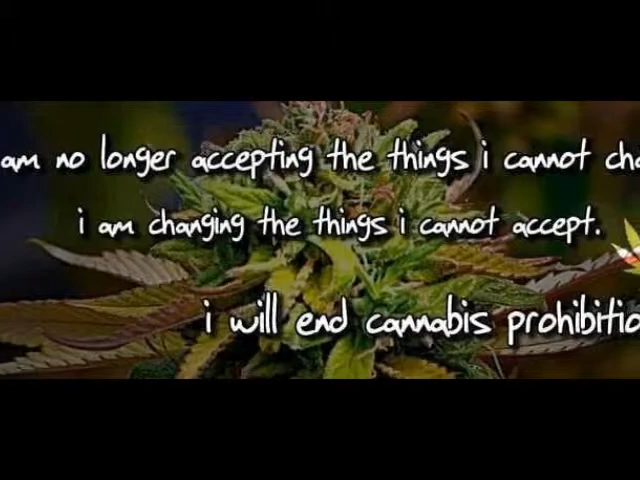 am no longer accepting the things i cannot cha
i am changing the things i cannot accept.
i will end cannabis prohibitio